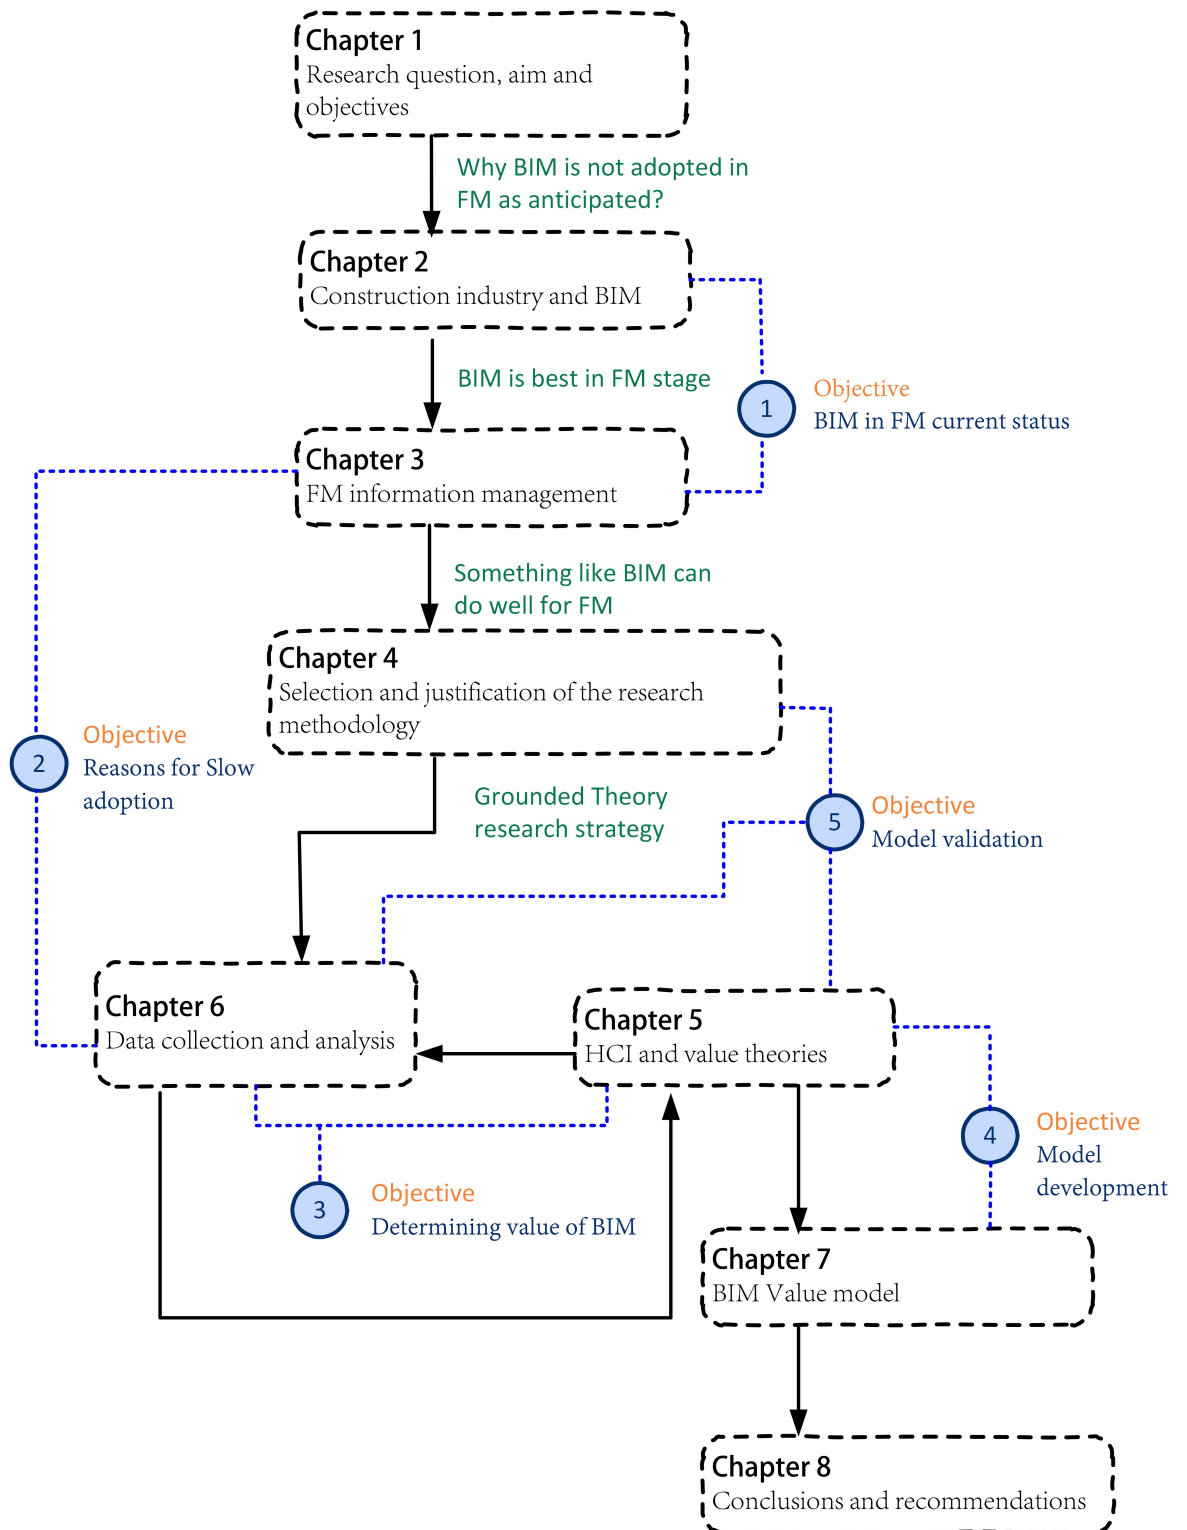 Chapter 1
Research question, aim and
objectives
Why BIM is not adopted in
FM as anticipated?
Chapter 2
Construction industry and BIM
BIM is best in FM stage
1
Objective
BIM in FM current status
Chapter 3
FM information management
Something like BIM can
do well for FM
Chapter 4
Selection and justification of the research
methodology
2
Objective
Reasons for Slow
adoption
Grounded Theory
research strategy
5
Objective
Model validation
Chapter 6
Data collection and analysis
Chapter 5
HCI and value theories
4
Objective
Model
development
3
Objective
Determining value of BIM
Chapter 7
BIM Value model
Chapter 8
Conclusions and recommendations